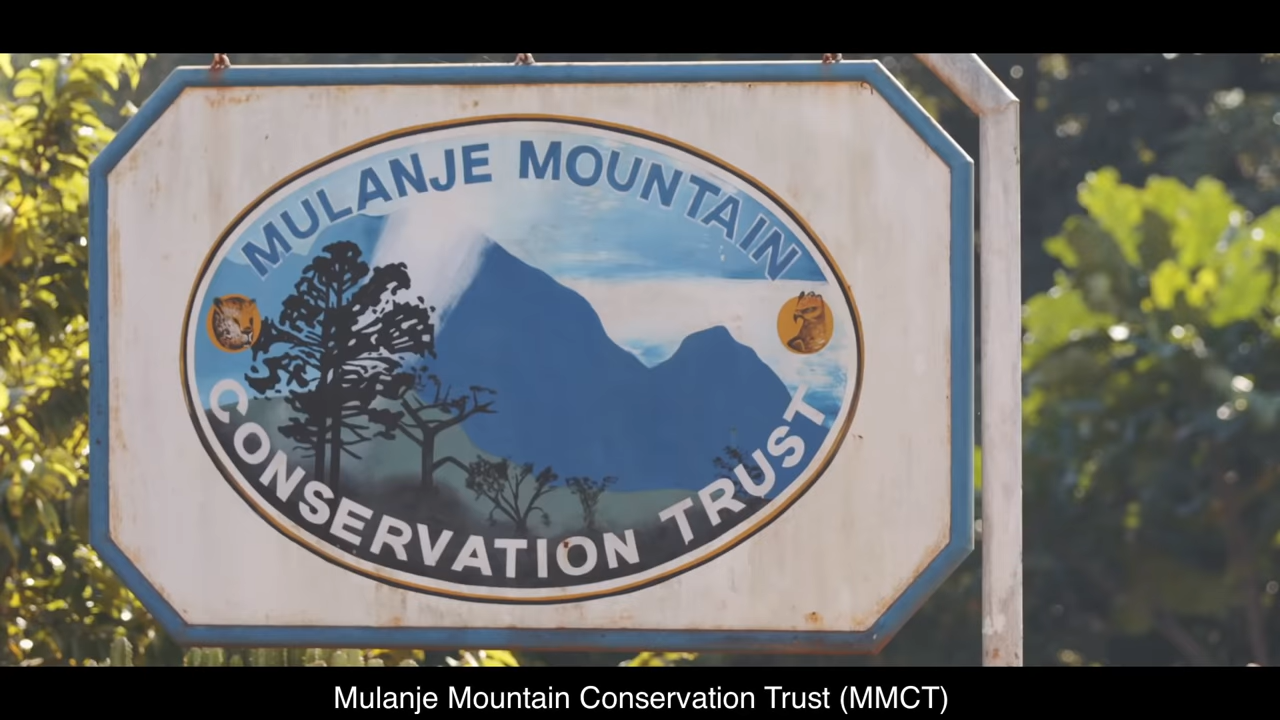 MULANJE MOUNTAIN
CONSERVATION TRUST
Mulanje Mountain Conservation Trust (MMCT)